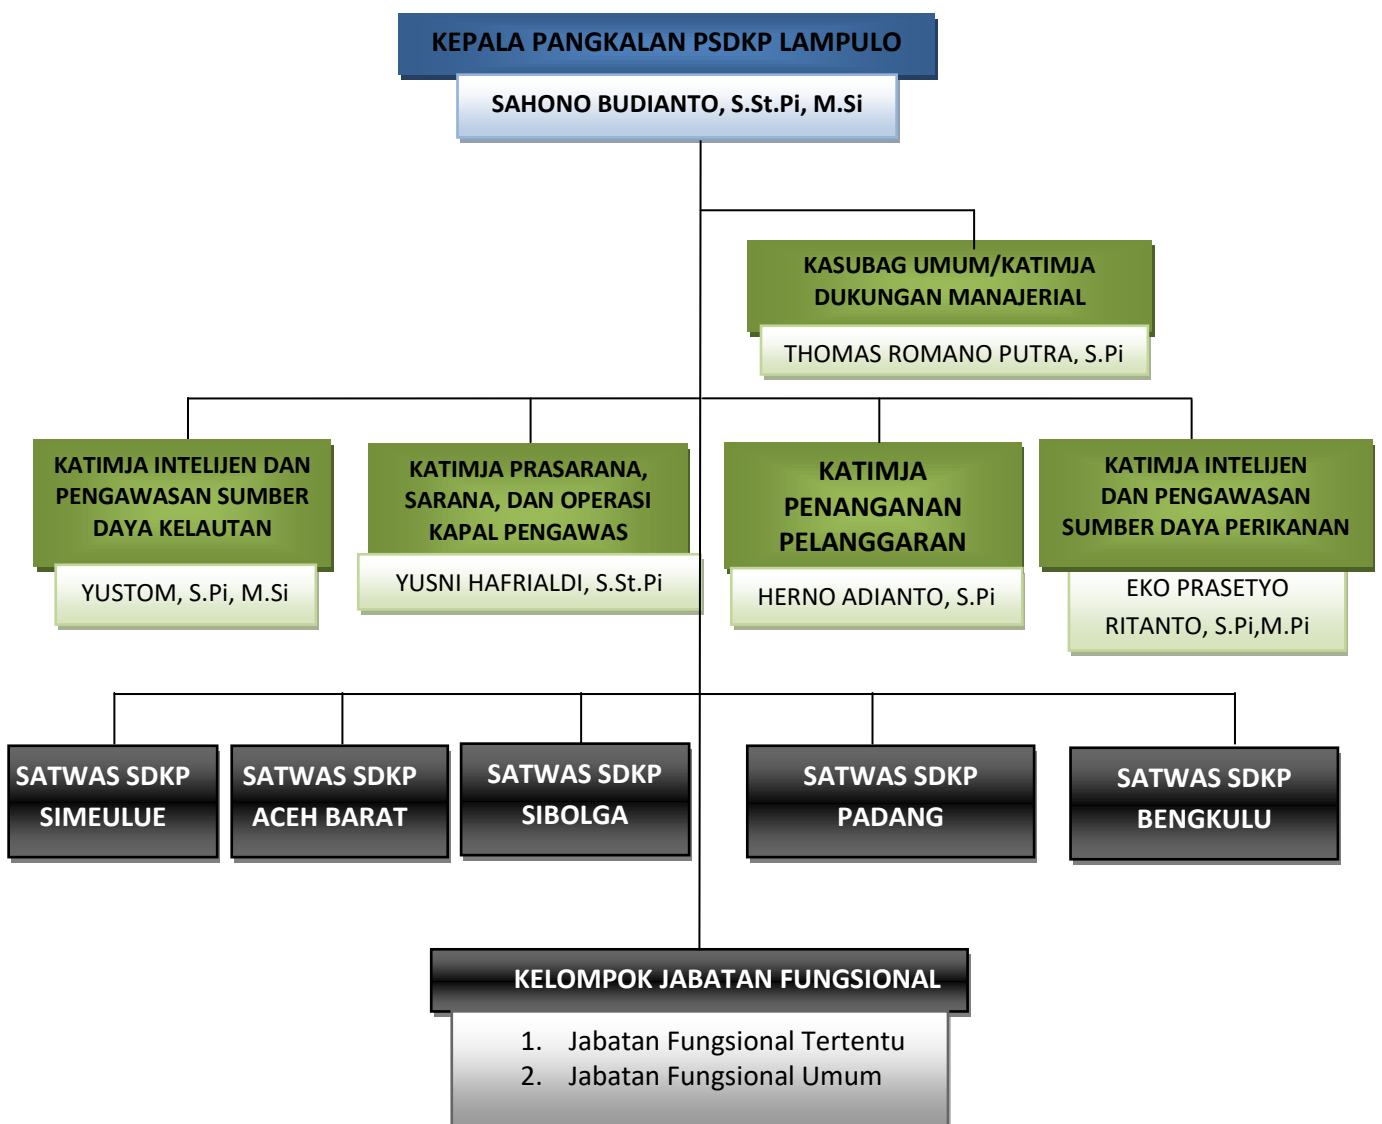 KEPALA PANGKALAN PSDKP LAMPULO
SAHONO BUDIANTO, S.St.Pi, M.Si
KASUBAG UMUM/KATIMJA
DUKUNGAN MANAJERIAL
THOMAS ROMANO PUTRA, S.Pi
KATIMJA INTELIJEN DAN
PENGAWASAN SUMBER
DAYA KELAUTAN
YUSTOM, S.Pi, M.Si
KATIMJA PRASARANA,
SARANA, DAN OPERASI
KAPAL PENGAWAS
YUSNI HAFRIALDI, S.St.Pi
KATIMJA
PENANGANAN
PELANGGARAN
HERNO ADIANTO, S.Pi
KATIMJA INTELIJEN
DAN PENGAWASAN
SUMBER DAYA PERIKANAN
EKO PRASETYO
RITANTO, S.Pi,M.Pi
SATWAS SDKP
SIMEULUE
SATWAS SDKP
ACEH BARAT
SATWAS SDKP
SIBOLGA
SATWAS SDKP
PADANG
SATWAS SDKP
BENGKULU
KELOMPOK JABATAN FUNGSIONAL
1. Jabatan Fungsional Tertentu
2. Jabatan Fungsional Umum